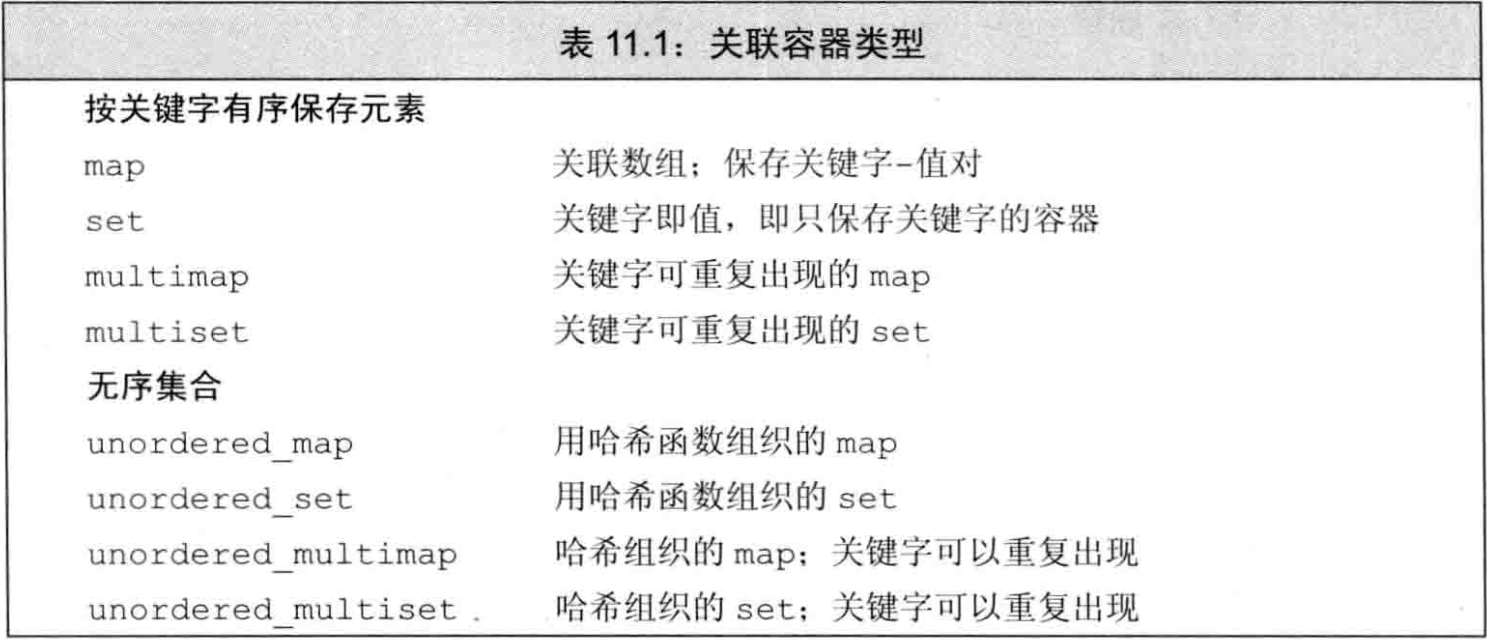 表 11.1：关联容器类型
按关键字有序保存元素
map 关联数组；保存关键字-值对
set 关键字即值，即只保存关键字的容器
multimap 关键字可重复出现的 map
multiset 关键字可重复出现的 set
无序集合
unordered_map 用哈希函数组织的 map
unordered_set 用哈希函数组织的 set
unordered_multimap 哈希组织的 map；关键字可以重复出现
unordered_multiset 哈希组织的 set；关键字可以重复出现